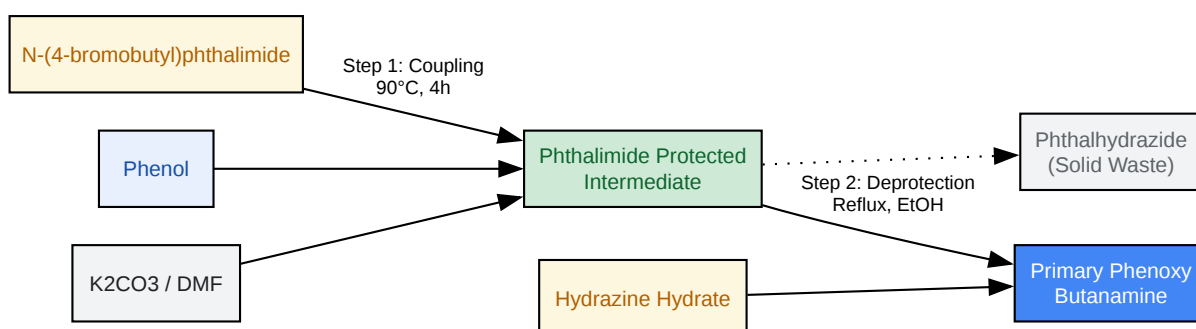 N-(4-bromobutyl)phthalimide
Step 1: Coupling
90°C, 4h
Phenol
Phthalimide Protected
Intermediate
Phthalhydrazide
(Solid Waste)
Step 2: Deprotection
Reflux, EtOH
K2CO3 / DMF
Hydrazine Hydrate
Primary Phenoxy
Butanamine